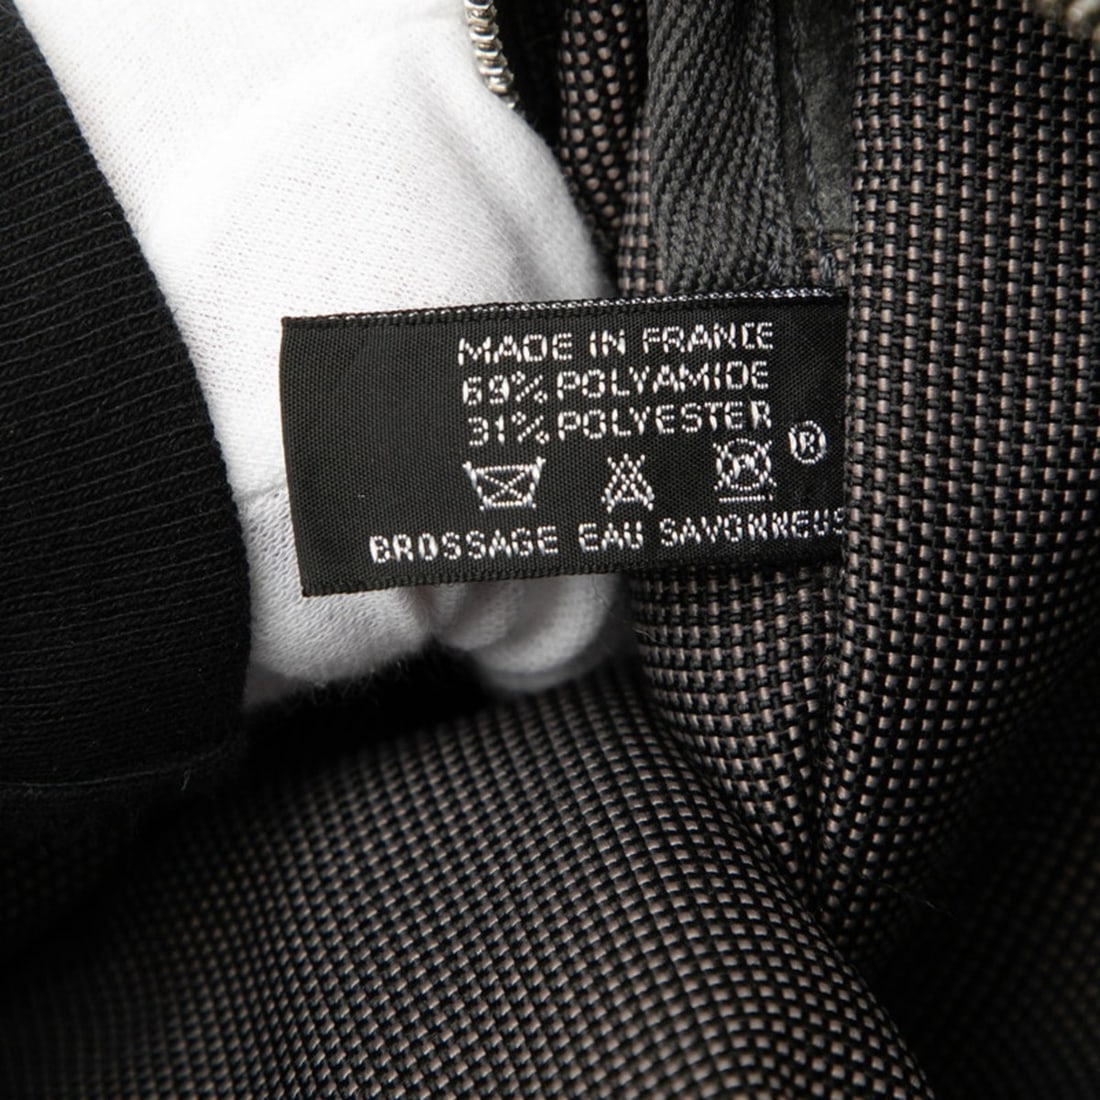 MADE IN FRANCE
69% POLYAMIDE
31% POLYESTER
®
BROSSAGE EAU SAVONNEUS